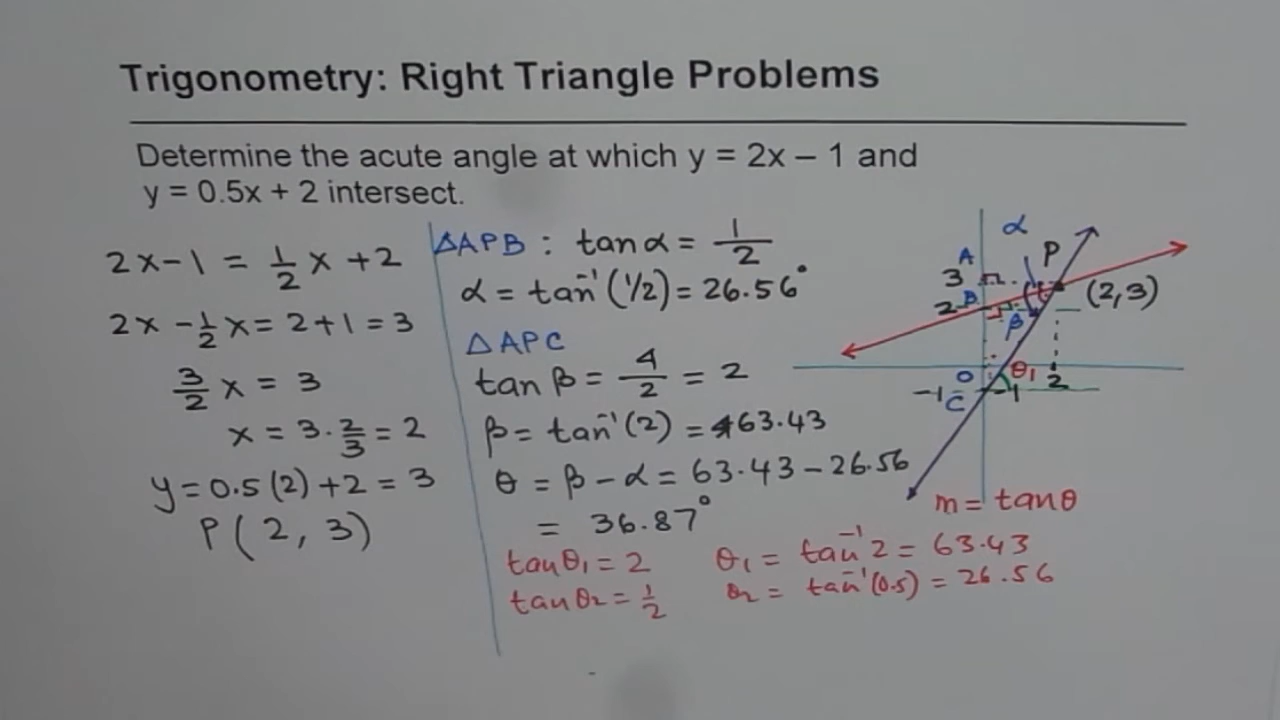 Trigonometry: Right Triangle Problems
Determine the acute angle at which y = 2x – 1 and
y = 0.5x + 2 intersect.
2x-1 = 1/2 x +2
2x - 1/2 x = 2+1 = 3
3/2 x = 3
x = 3 · 2/3 = 2
y = 0.5(2) + 2 = 3
P(2, 3)
△APB : tan α = 1/2
α = tan⁻¹(1/2) = 26.56°
△APC
tan β = 4/2 = 2
β = tan⁻¹(2) = 63.43
θ = β - α = 63.43 - 26.56
= 36.87°
tan θ₁ = 2 θ₁ = tan⁻¹ 2 = 63.43
tan θ₂ = 1/2 θ₂ = tan⁻¹(0.5) = 26.56
α
A P
3
(2,3)
2 B
β
O θ₁ 2
-1 C -1
m = tan θ